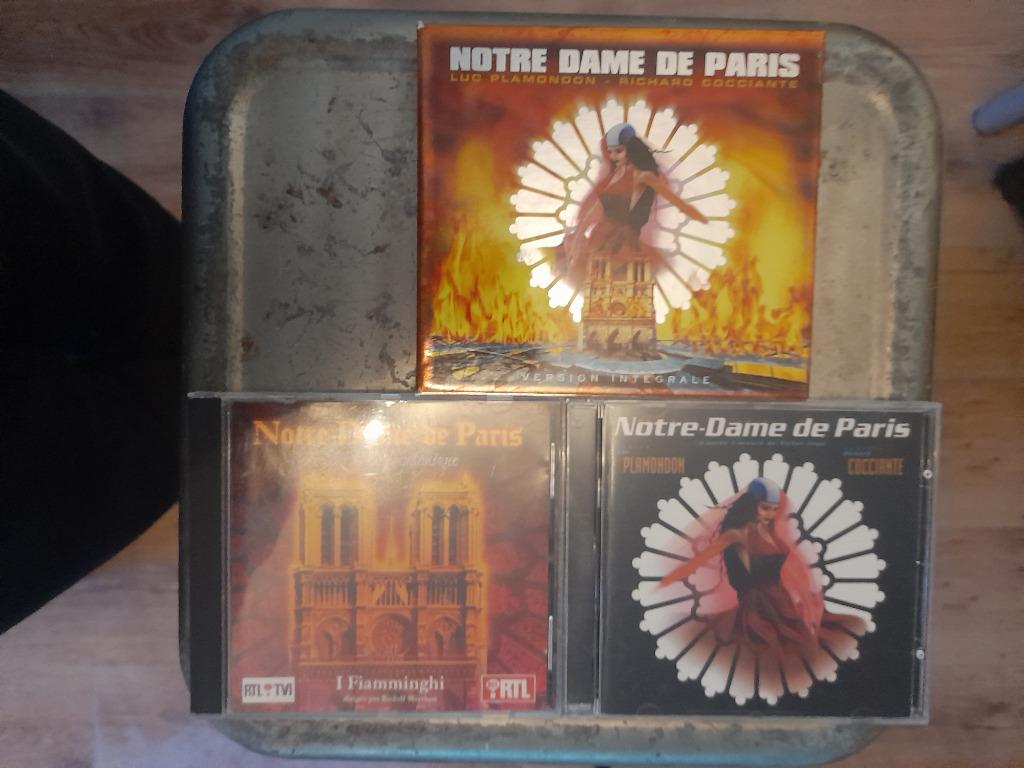 NOTRE DAME DE PARIS
LUC PLAMONDON - RICHARD COCCIANTE
VERSION INTEGRALE
Notre Dame de Paris
I Fiamminghi
RTL TVI
RTL
Notre-Dame de Paris
PLAMONDON
COCCIANTE